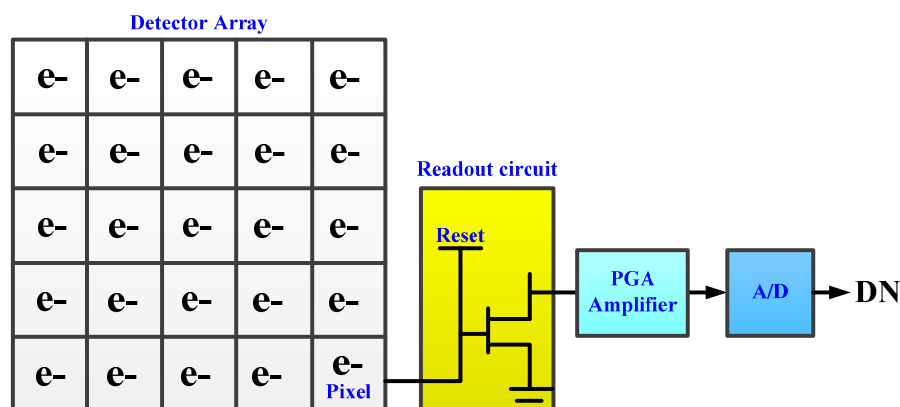 Detector Array
e- e- e- e- e-
e- e- e- e- e-
e- e- e- e- e-
e- e- e- e- e-
e- e- e- e- e-
Pixel
Readout circuit
Reset
PGA
Amplifier
A/D
DN